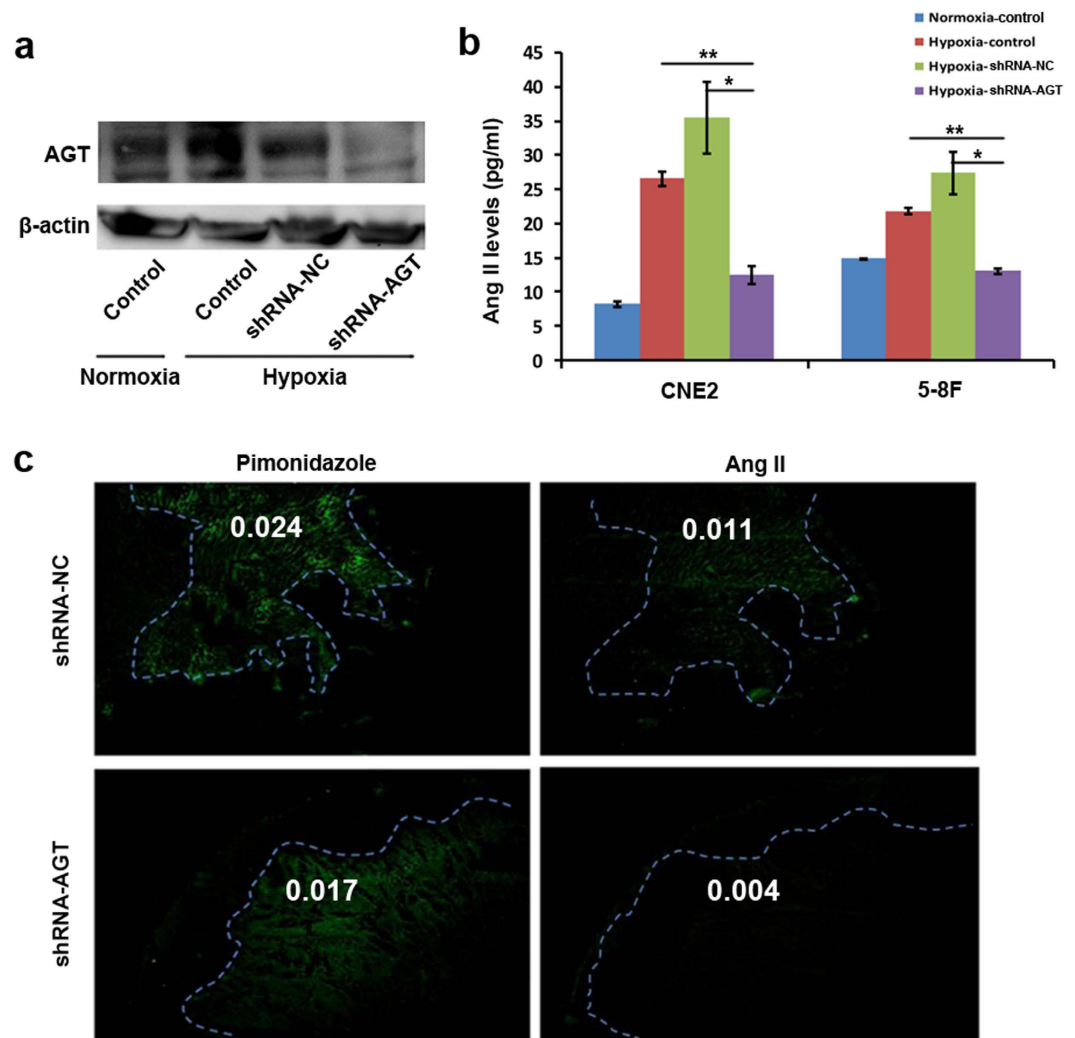 a
AGT
β-actin
Control
Control
shRNA-NC
shRNA-AGT
Normoxia
Hypoxia
b
Normoxia-control
Hypoxia-control
Hypoxia-shRNA-NC
Hypoxia-shRNA-AGT
Ang II levels (pg/ml)
45
40
35
30
25
20
15
10
5
0
**
*
**
*
CNE2
5-8F
c
Pimonidazole
Ang II
shRNA-NC
0.024
0.011
shRNA-AGT
0.017
0.004